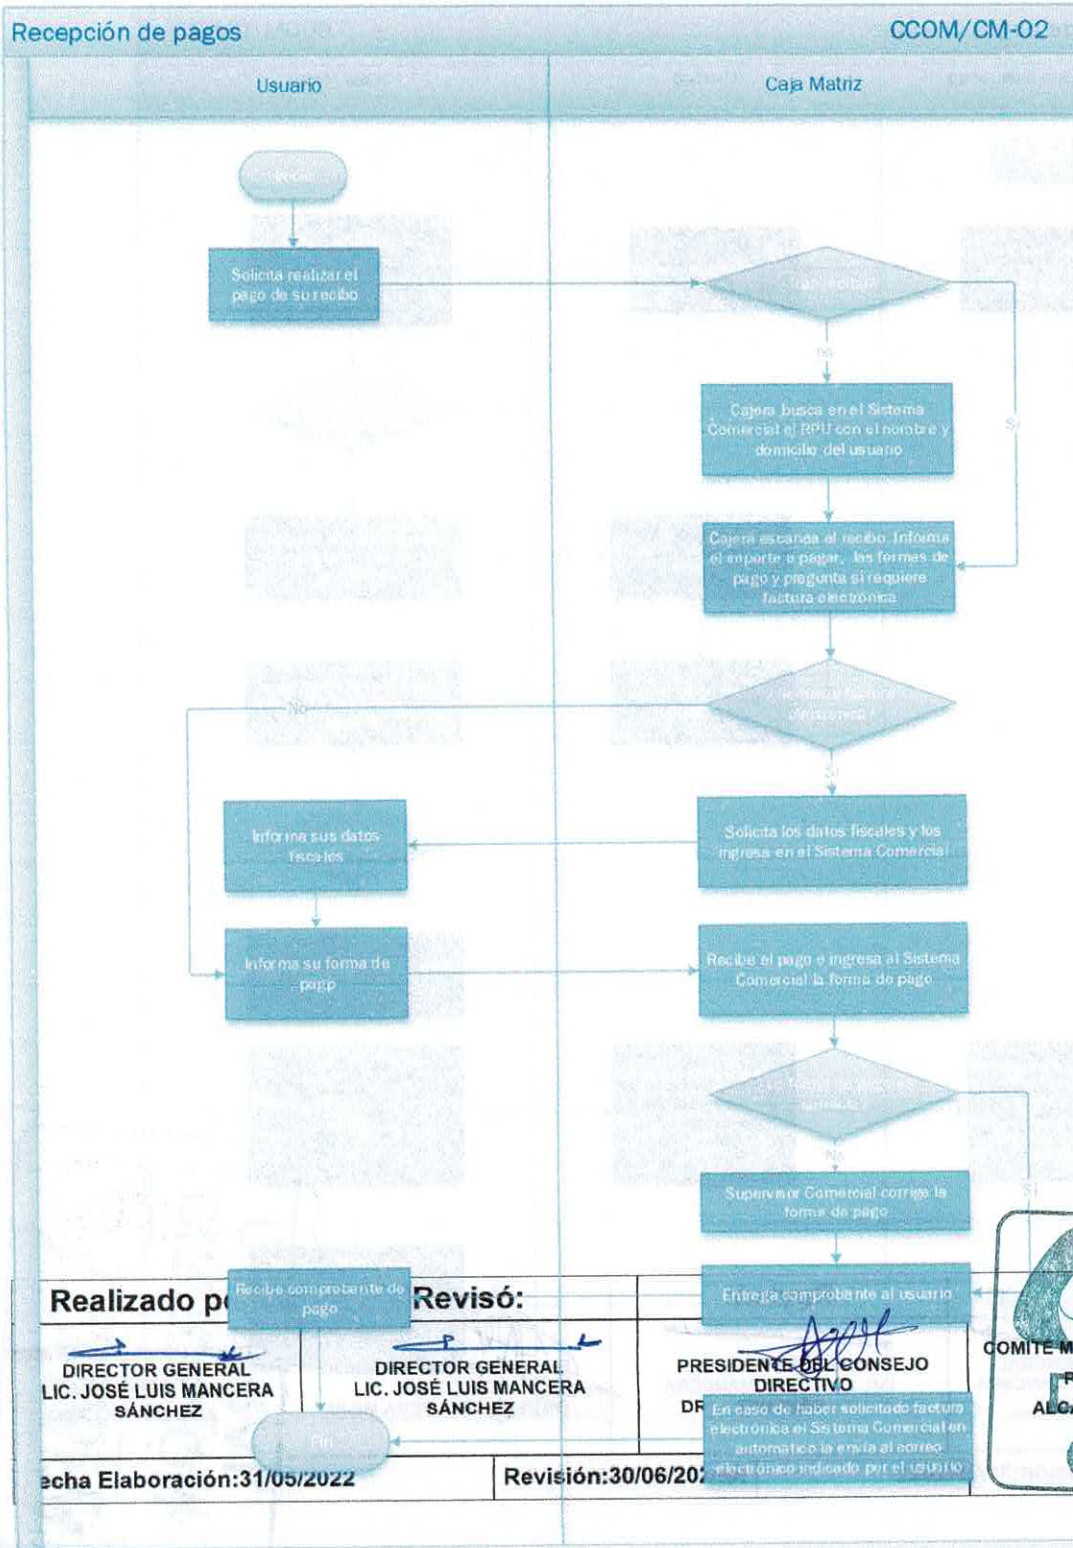 Recepción de pagos
CCOM/CM-02
Usuario
Caja Matriz
Solicita realizar el
pago de su recibo
no
Si
Cajera busca en el Sistema
Comercial el RPU con el nombre y
domicilio del usuario
Cajera escanea el recibo. Informa
el importe a pagar, las formas de
pago y pregunta si requiere
factura electrónica
No
Si
Informa sus datos
fiscales
Solicita los datos fiscales y los
ingresa en el Sistema Comercial
Informa su forma de
pago
Recibe el pago e ingresa al Sistema
Comercial la forma de pago
No
Si
Supervisor Comercial corrige la
forma de pago
Entrega comprobante al usuario
Recibe comprobante de
pago
En caso de haber solicitado factura
electrónica el Sistema Comercial en
automático la envía al correo
electrónico indicado por el usuario
Fin
Realizado po
Revisó:
DIRECTOR GENERAL
LIC. JOSÉ LUIS MANCERA
SÁNCHEZ
DIRECTOR GENERAL
LIC. JOSÉ LUIS MANCERA
SÁNCHEZ
PRESIDENTE DEL CONSEJO
DIRECTIVO
DR
COMITE M
R
ALCA
echa Elaboración:31/05/2022
Revisión:30/06/202